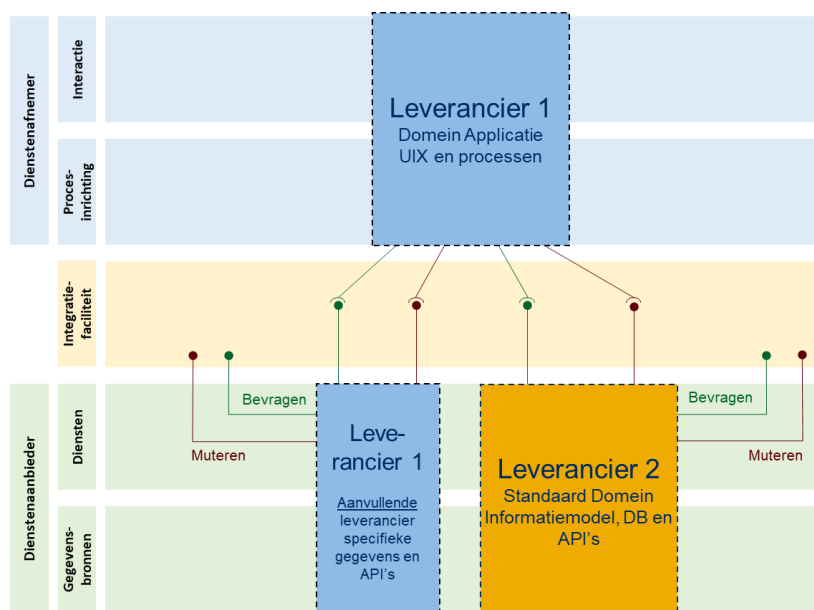 Dienstenafnemer
Interactie
Leverancier 1
Domein Applicatie
UIX en processen
Proces-
inrichting
Integratie-
faciliteit
Dienstenaanbieder
Diensten
Bevragen
Muteren
Leve-
rancier 1
Aanvullende
leverancier
specifieke
gegevens en
API's
Leverancier 2
Standaard Domein
Informatiemodel, DB en
API's
Bevragen
Muteren
Gegevens-
bronnen